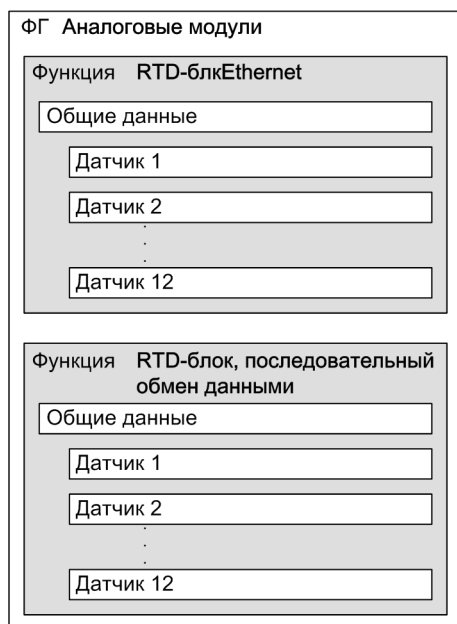 ФГ Аналоговые модули
Функция RTD-блкEthernet
Общие данные
Датчик 1
Датчик 2
Датчик 12
Функция RTD-блок, последовательный
обмен данными
Общие данные
Датчик 1
Датчик 2
Датчик 12